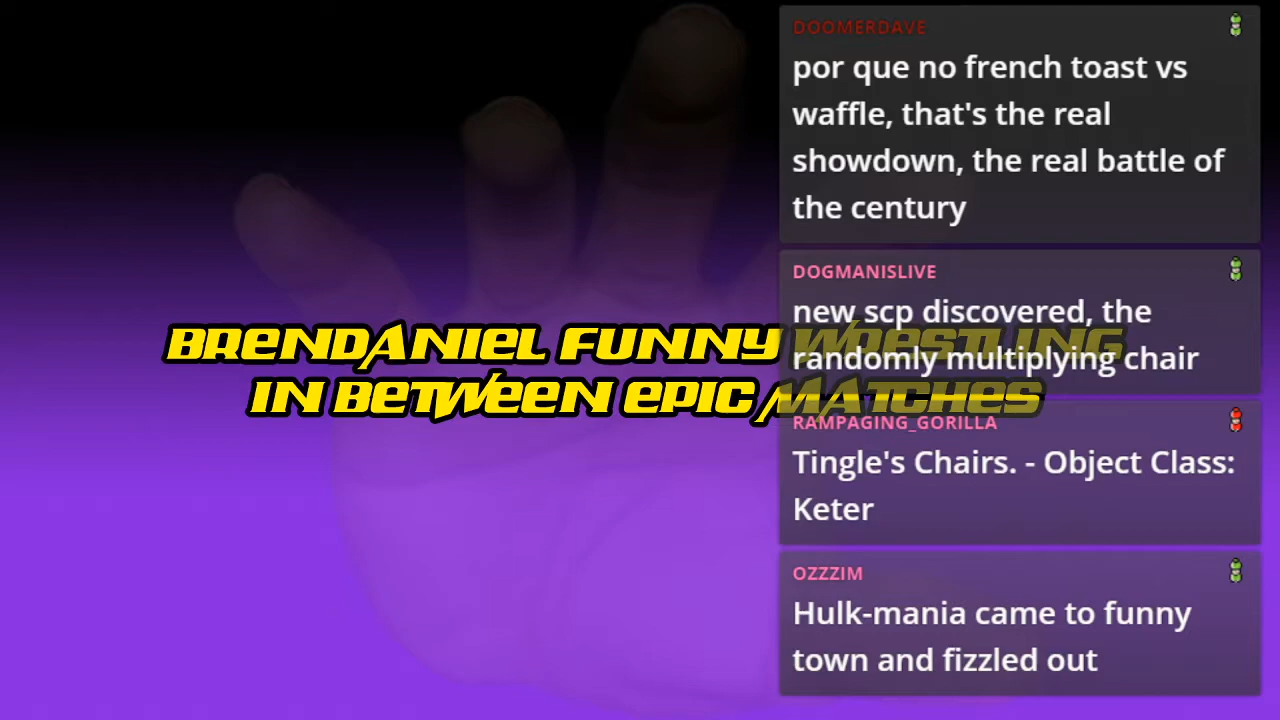 BRENDANIEL FUNNY WRESTLING
IN BETWEEN EPIC MATCHES
DOOMERDAVE
por que no french toast vs
waffle, that's the real
showdown, the real battle of
the century
DOGMANISLIVE
new scp discovered, the
randomly multiplying chair
RAMPAGING_GORILLA
Tingle's Chairs. - Object Class:
Keter
OZZZIM
Hulk-mania came to funny
town and fizzled out